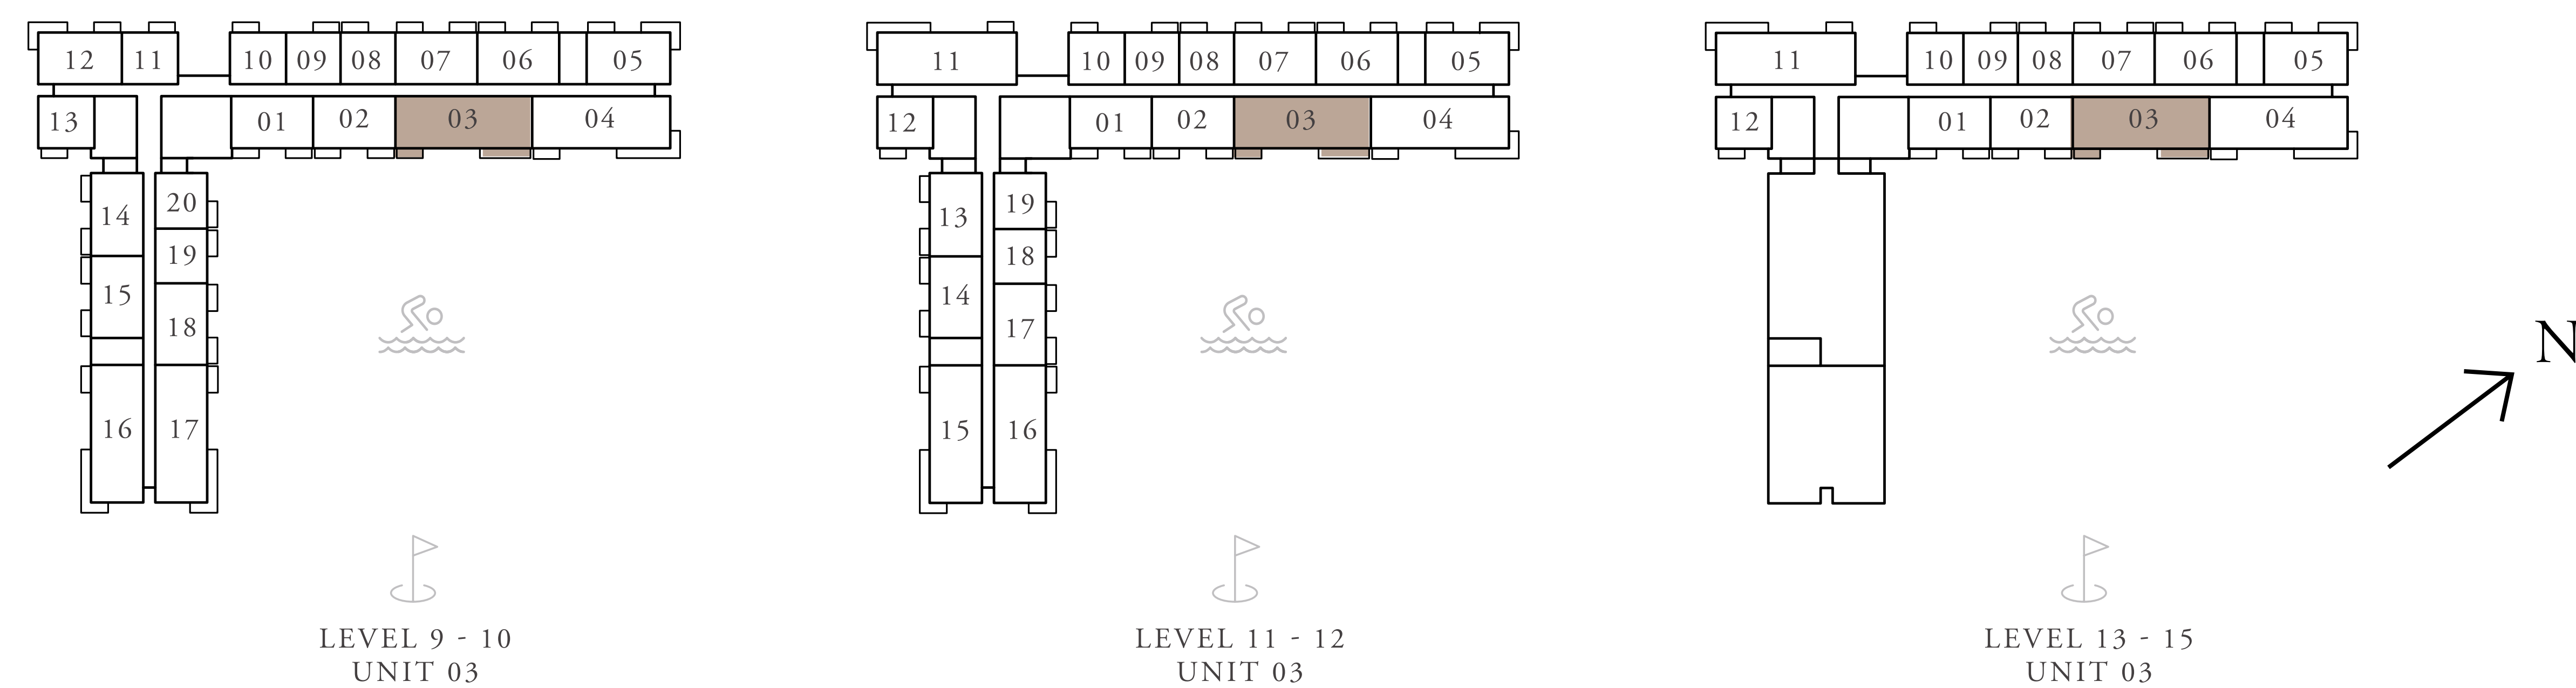 12 11 10 09 08 07 06 05
13 01 02 03 04
14 20
15 19
18
16 17
LEVEL 9 - 10
UNIT 03
11 10 09 08 07 06 05
12 01 02 03 04
13 19
14 18
17
15 16
LEVEL 11 - 12
UNIT 03
11 10 09 08 07 06 05
12 01 02 03 04
LEVEL 13 - 15
UNIT 03
N